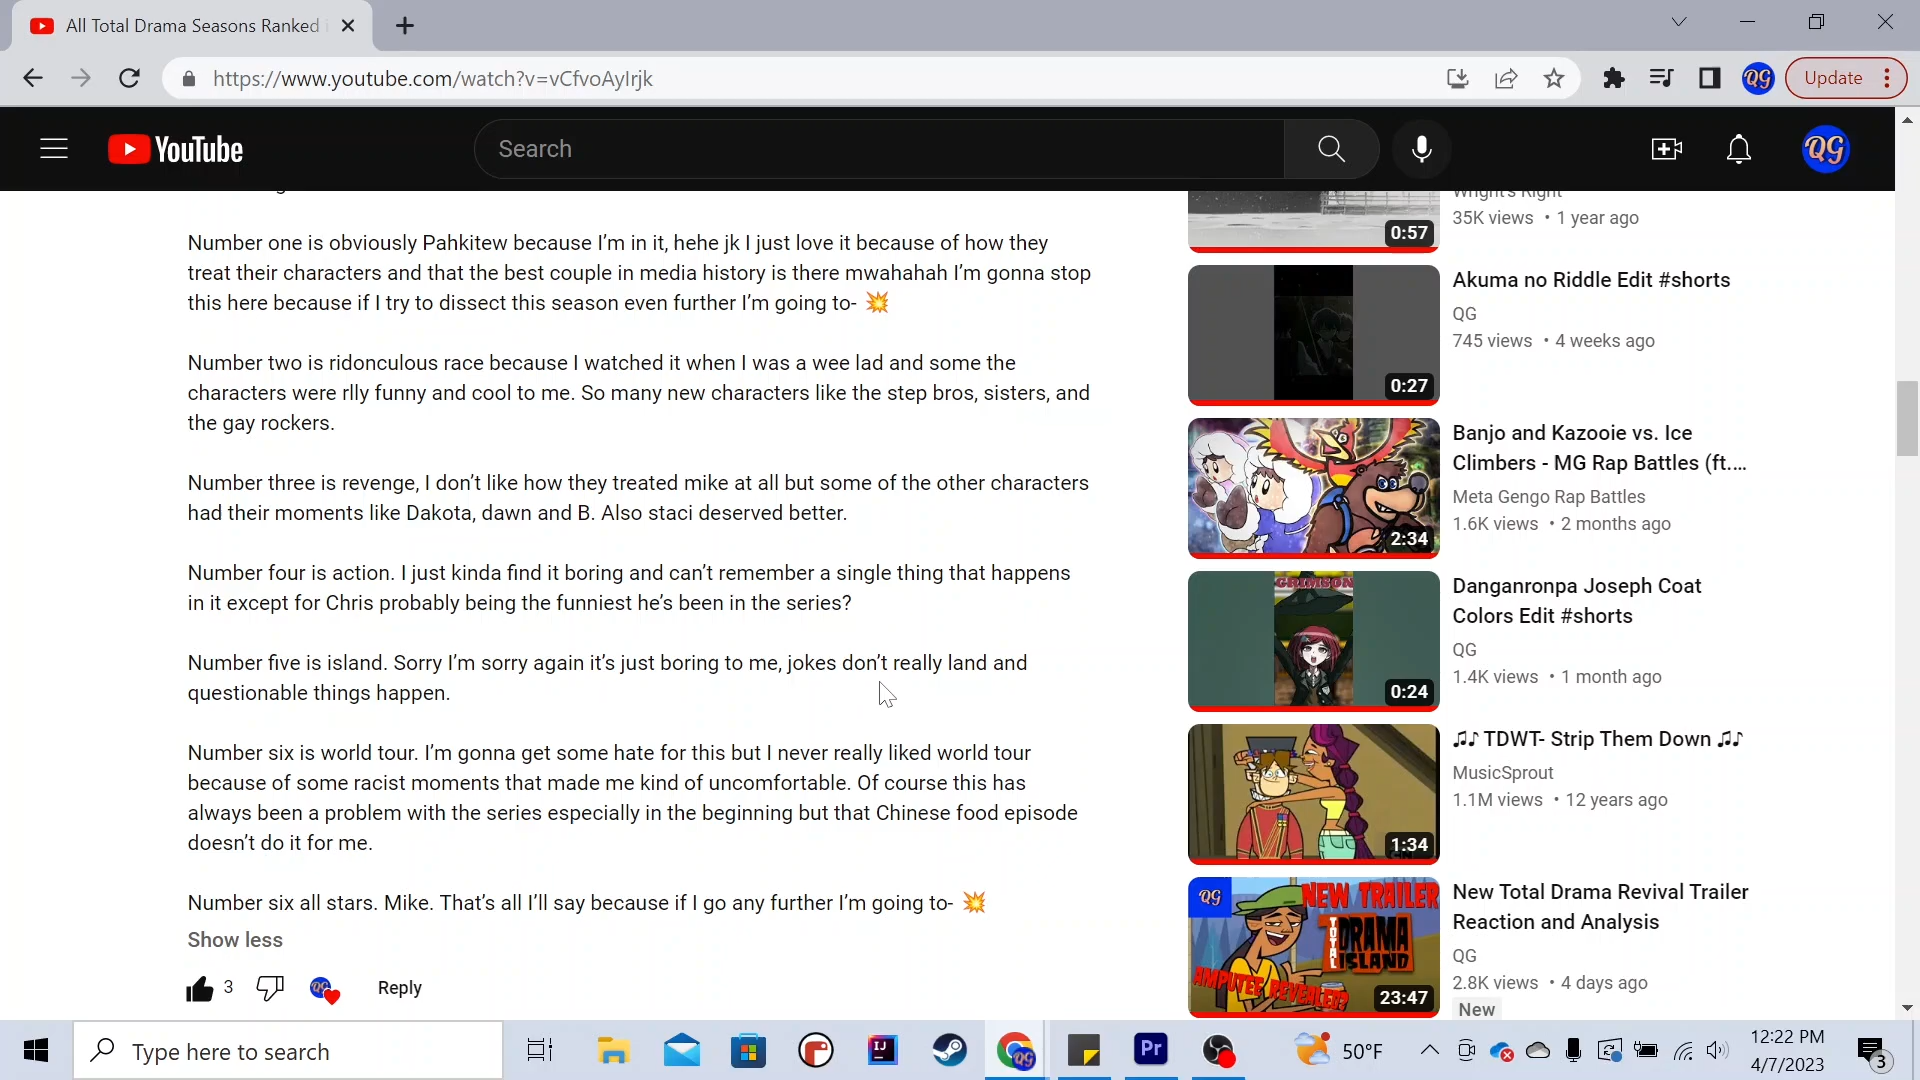 All Total Drama Seasons Ranked
https://www.youtube.com/watch?v=vCfvoAyIrjk
QG
Update
YouTube
Search
QG
Number one is obviously Pahkitew because I'm in it, hehe jk I just love it because of how they
treat their characters and that the best couple in media history is there mwahahah I'm gonna stop
this here because if I try to dissect this season even further I'm going to- 💥
Number two is ridonculous race because I watched it when I was a wee lad and some the
characters were rlly funny and cool to me. So many new characters like the step bros, sisters, and
the gay rockers.
Number three is revenge, I don't like how they treated mike at all but some of the other characters
had their moments like Dakota, dawn and B. Also staci deserved better.
Number four is action. I just kinda find it boring and can't remember a single thing that happens
in it except for Chris probably being the funniest he's been in the series?
Number five is island. Sorry I'm sorry again it's just boring to me, jokes don't really land and
questionable things happen.
Number six is world tour. I'm gonna get some hate for this but I never really liked world tour
because of some racist moments that made me kind of uncomfortable. Of course this has
always been a problem with the series especially in the beginning but that Chinese food episode
doesn't do it for me.
Number six all stars. Mike. That's all I'll say because if I go any further I'm going to- 💥
Show less
3
QG
Reply
0:57
Wright's Right
35K views • 1 year ago
0:27
Akuma no Riddle Edit #shorts
QG
745 views • 4 weeks ago
2:34
Banjo and Kazooie vs. Ice
Climbers - MG Rap Battles (ft....
Meta Gengo Rap Battles
1.6K views • 2 months ago
CRIMSON
0:24
Danganronpa Joseph Coat
Colors Edit #shorts
QG
1.4K views • 1 month ago
1:34
♫♪ TDWT- Strip Them Down ♫♪
MusicSprout
1.1M views • 12 years ago
QG
NEW TRAILER
TOTAL
DRAMA
ISLAND
AMPUTEE REVEALED?
23:47
New Total Drama Revival Trailer
Reaction and Analysis
QG
2.8K views • 4 days ago
New
Type here to search
IJ
QG
Pr
50°F
12:22 PM
4/7/2023
3